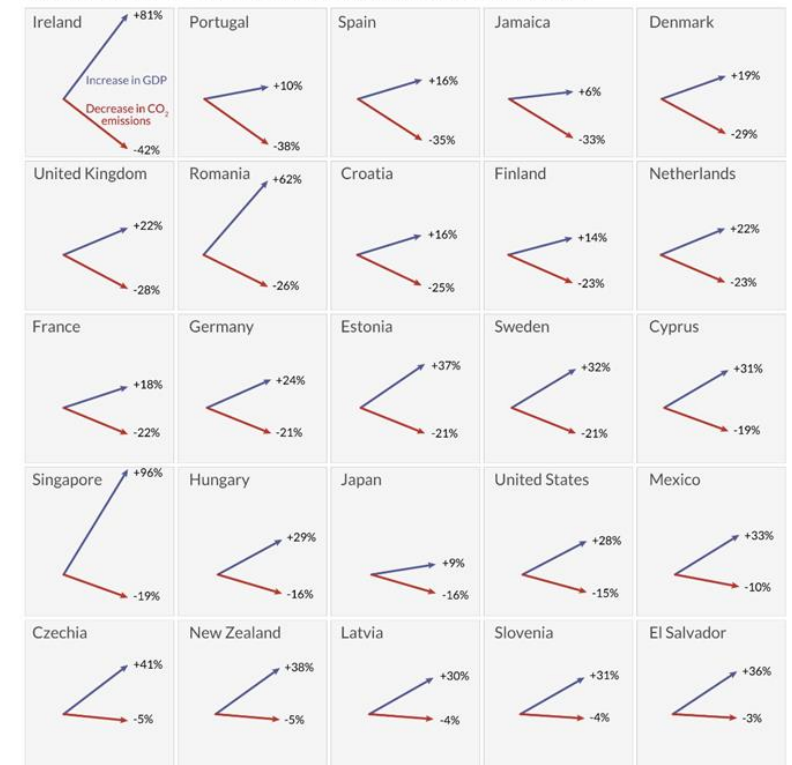 Ireland
+81%
Increase in GDP
Decrease in CO₂
emissions
-42%
Portugal
+10%
-38%
Spain
+16%
-35%
Jamaica
+6%
-33%
Denmark
+19%
-29%
United Kingdom
+22%
-28%
Romania
+62%
-26%
Croatia
+16%
-25%
Finland
+14%
-23%
Netherlands
+22%
-23%
France
+18%
-22%
Germany
+24%
-21%
Estonia
+37%
-21%
Sweden
+32%
-21%
Cyprus
+31%
-19%
Singapore
+96%
-19%
Hungary
+29%
-16%
Japan
+9%
-16%
United States
+28%
-15%
Mexico
+33%
-10%
Czechia
+41%
-5%
New Zealand
+38%
-5%
Latvia
+30%
-4%
Slovenia
+31%
-4%
El Salvador
+36%
-3%